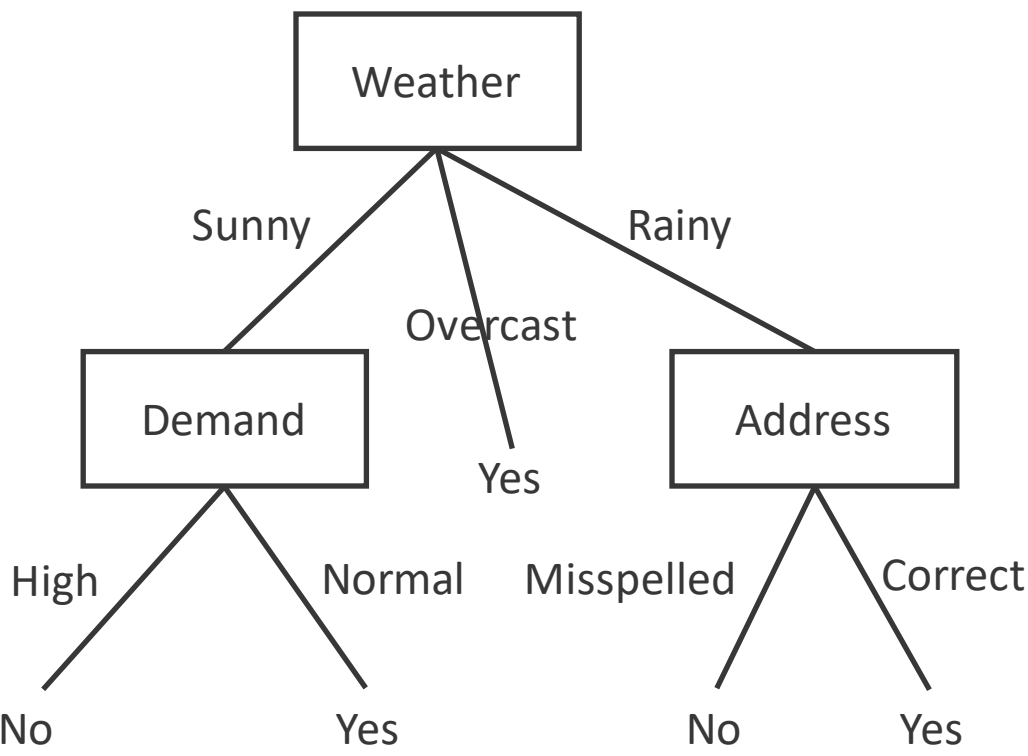 Weather
Sunny
Rainy
Overcast
Demand
Address
Yes
High
Normal
Misspelled
Correct
No
Yes
No
Yes